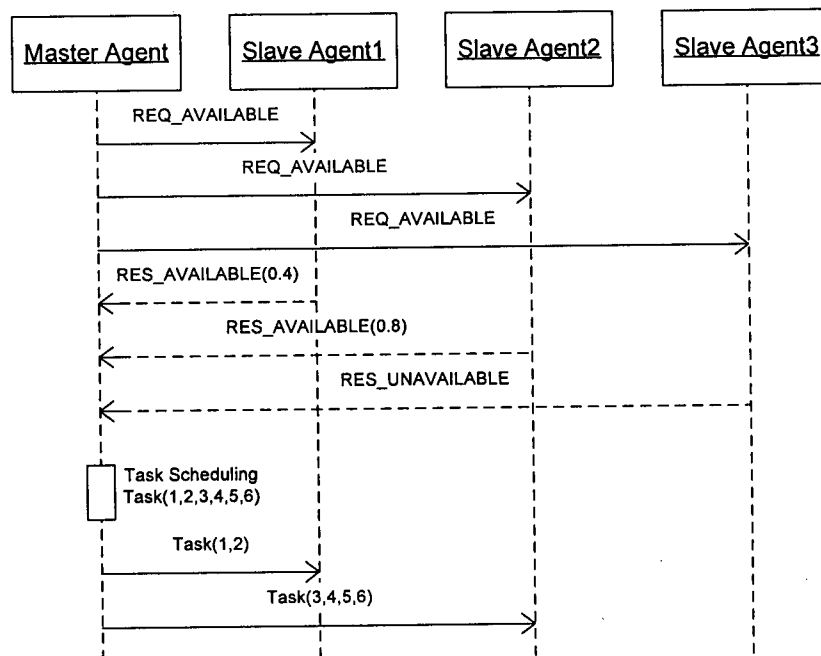 Master Agent
Slave Agent1
Slave Agent2
Slave Agent3
REQ_AVAILABLE
REQ_AVAILABLE
REQ_AVAILABLE
RES_AVAILABLE(0.4)
RES_AVAILABLE(0.8)
RES_UNAVAILABLE
Task Scheduling
Task(1,2,3,4,5,6)
Task(1,2)
Task(3,4,5,6)